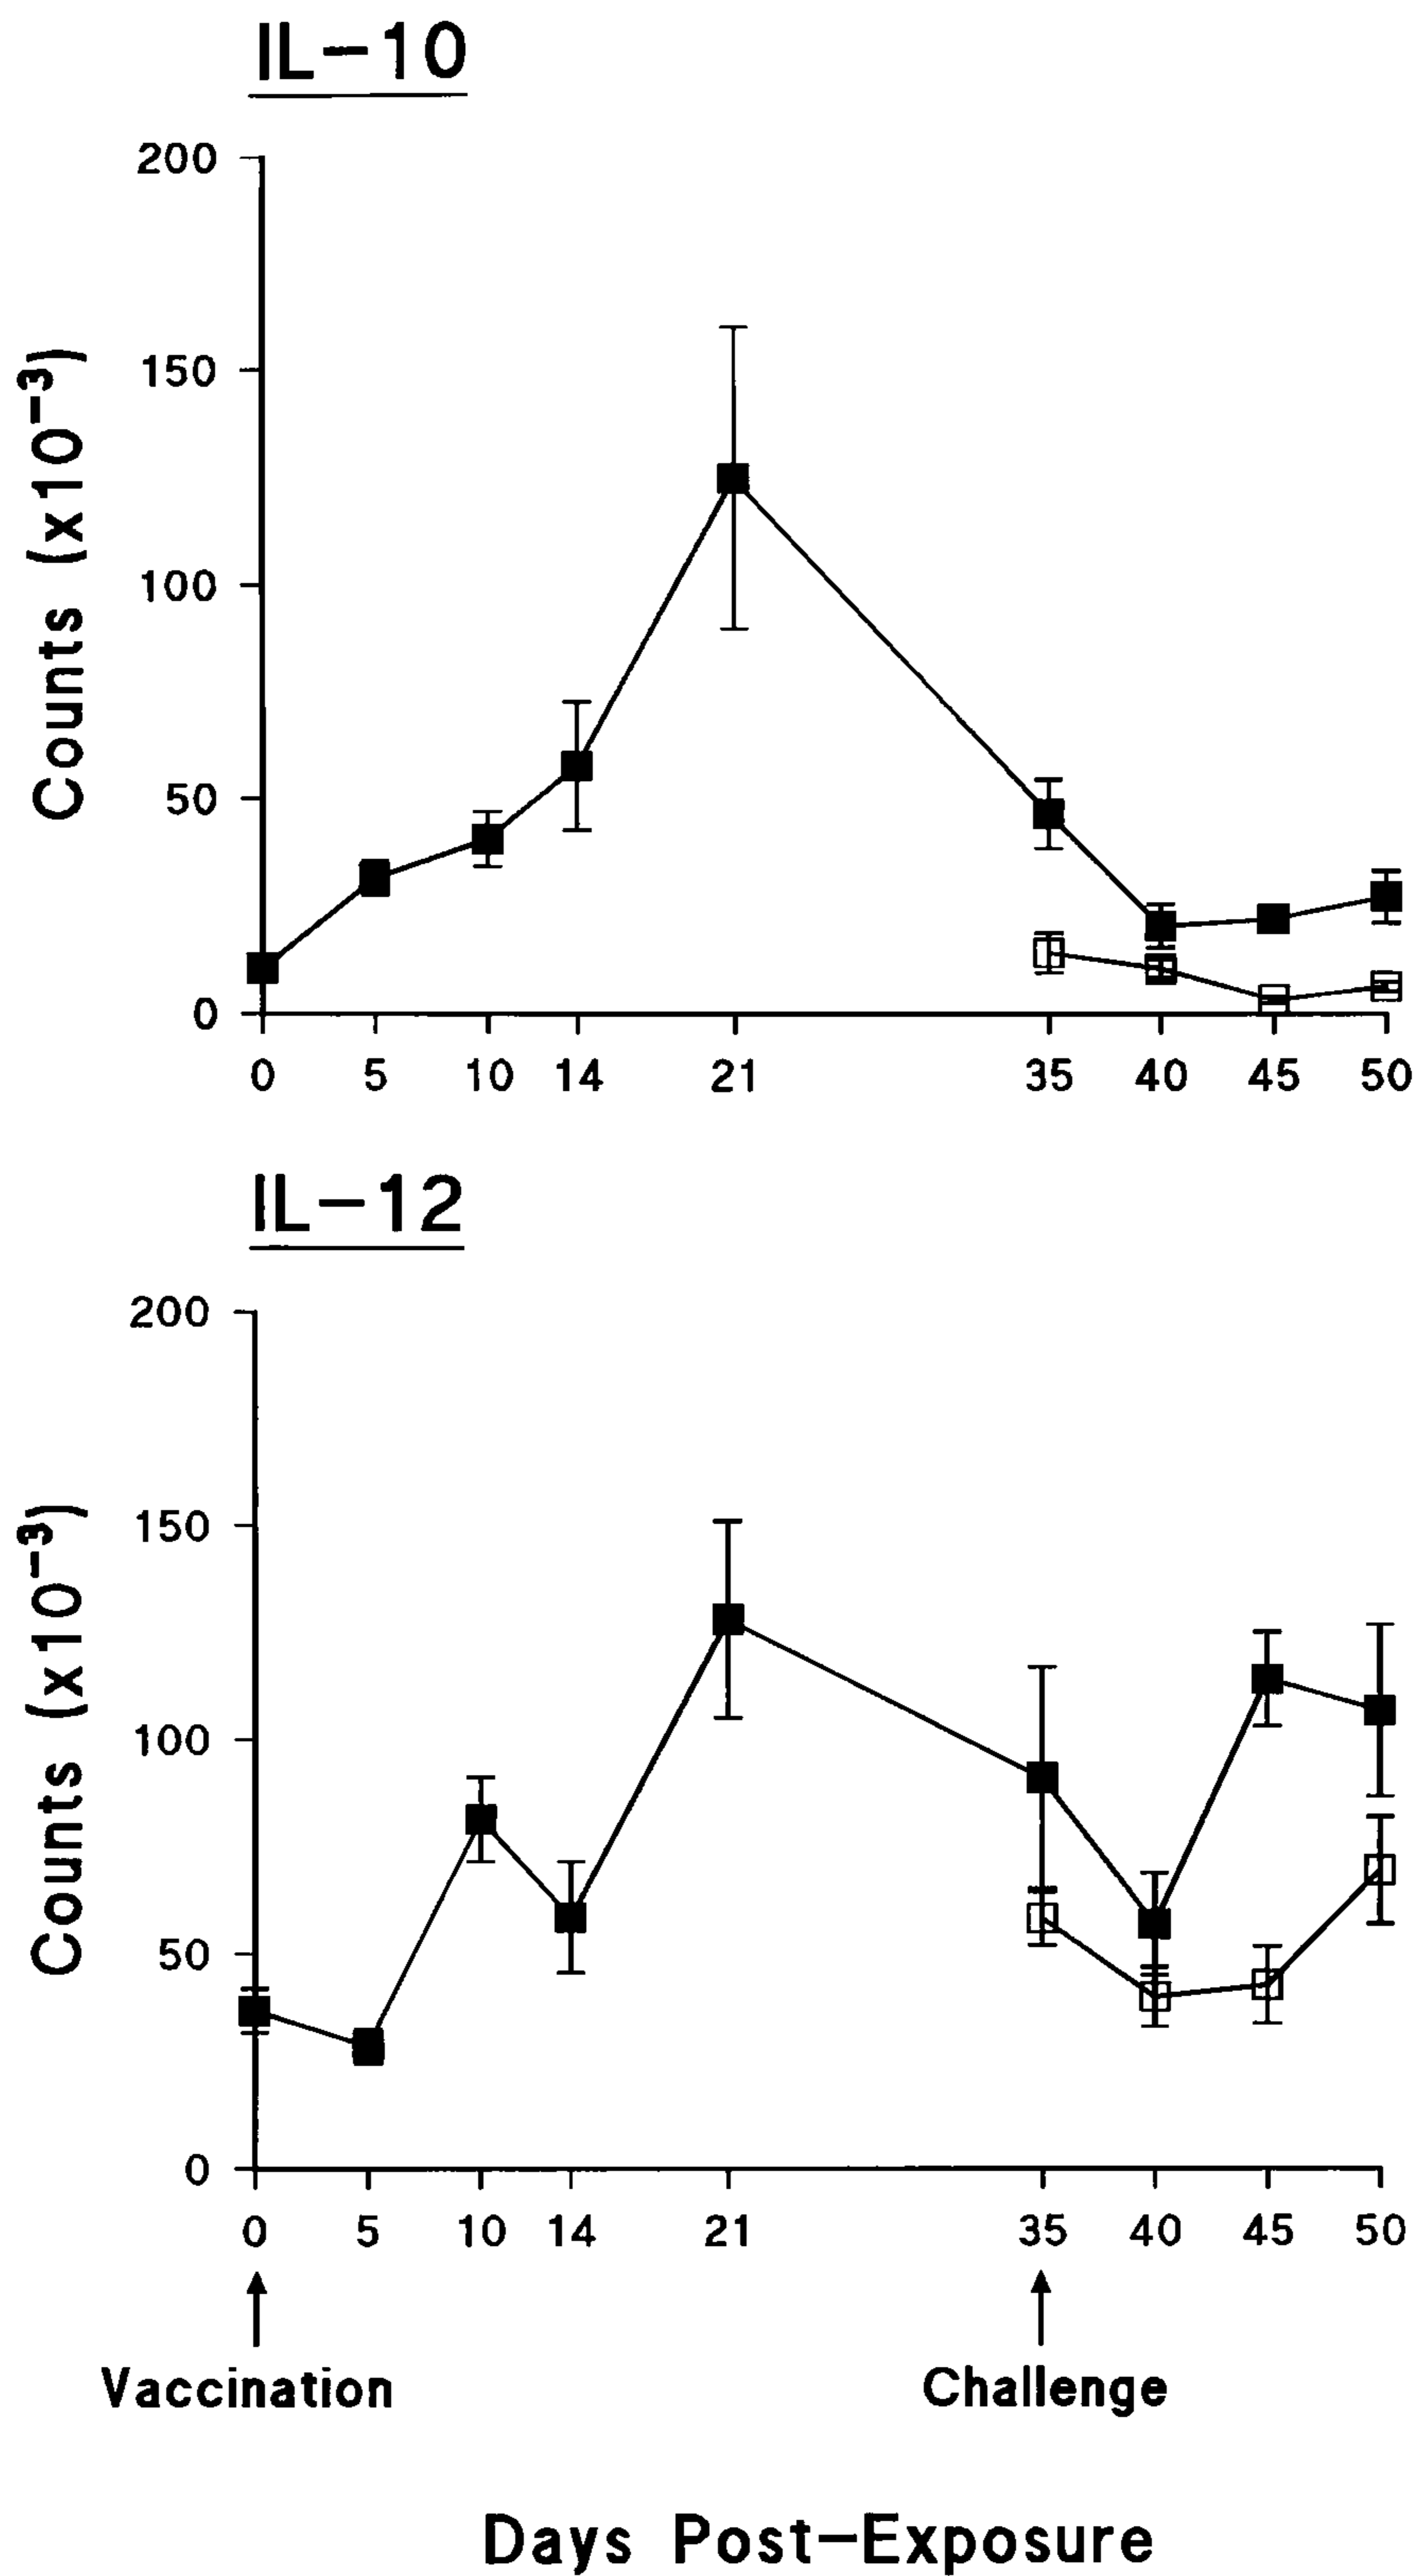 IL-10
200
150
100
50
0
Counts (x10⁻³)
0 5 10 14 21 35 40 45 50
IL-12
200
150
100
50
0
Counts (x10⁻³)
0 5 10 14 21 35 40 45 50
Vaccination Challenge
Days Post-Exposure